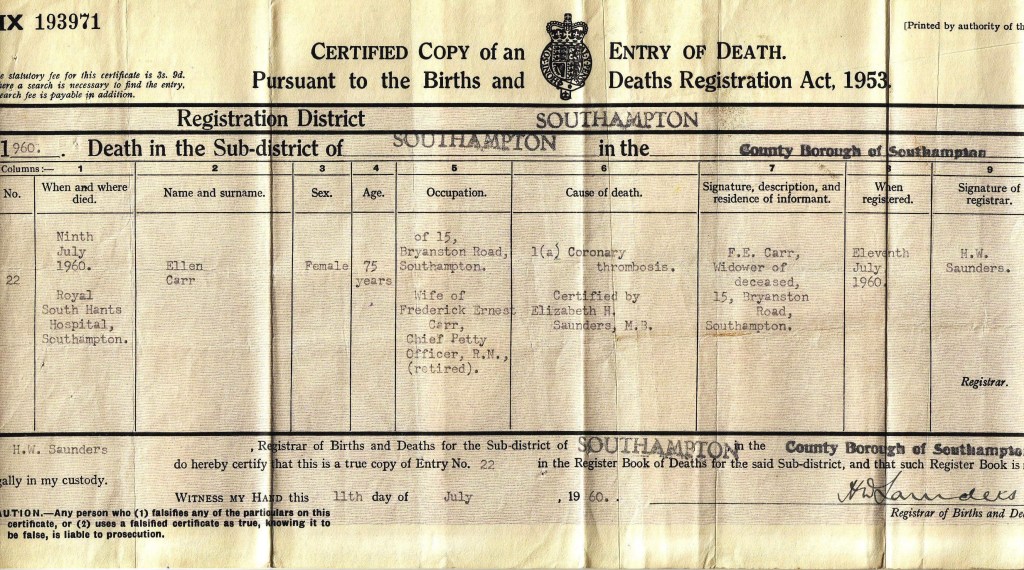 IX 193971
[Printed by authority of th
CERTIFIED COPY of an ENTRY OF DEATH.
Pursuant to the Births and Deaths Registration Act, 1953.
e statutory fee for this certificate is 3s. 9d.
ere a search is necessary to find the entry,
earch fee is payable in addition.
Registration District SOUTHAMPTON
1960. . Death in the Sub-district of SOUTHAMPTON in the County Borough of Southampton
Columns:— 1 2 3 4 5 6 7 8 9
No.
When and where
died.
Name and surname.
Sex.
Age.
Occupation.
Cause of death.
Signature, description, and
residence of informant.
When
registered.
Signature of
registrar.
22
Ninth
July
1960.
Royal
South Hants
Hospital,
Southampton.
Ellen
Carr
Female
75
years
of 15,
Bryanston Road,
Southampton.
Wife of
Frederick Ernest
Carr,
Chief Petty
Officer, R.N.,
(retired).
1(a) Coronary
thrombosis.
Certified by
Elizabeth H.
Saunders, M.B.
F.E. Carr,
Widower of
deceased,
15, Bryanston
Road,
Southampton.
Eleventh
July
1960.
H.W.
Saunders.
Registrar.
H.W. Saunders , Registrar of Births and Deaths for the Sub-district of SOUTHAMPTON in the County Borough of Southampton
do hereby certify that this is a true copy of Entry No. 22 in the Register Book of Deaths for the said Sub-district, and that such Register Book is
gally in my custody.
WITNESS MY HAND this 11th day of July , 1960. .
HW Saunders
Registrar of Births and De
AUTION.—Any person who (1) falsifies any of the particulars on this
certificate, or (2) uses a falsified certificate as true, knowing it to
be false, is liable to prosecution.